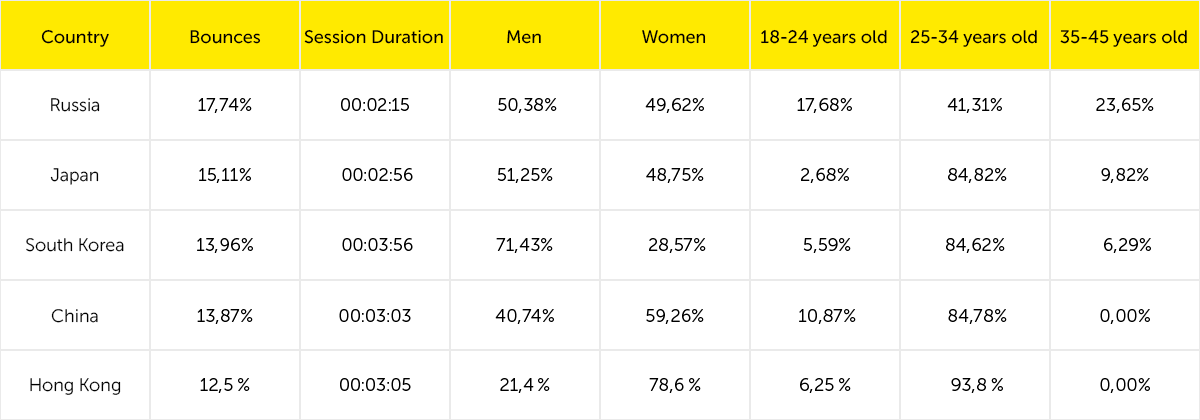 Country Bounces Session Duration Men Women 18-24 years old 25-34 years old 35-45 years old
Russia 17,74% 00:02:15 50,38% 49,62% 17,68% 41,31% 23,65%
Japan 15,11% 00:02:56 51,25% 48,75% 2,68% 84,82% 9,82%
South Korea 13,96% 00:03:56 71,43% 28,57% 5,59% 84,62% 6,29%
China 13,87% 00:03:03 40,74% 59,26% 10,87% 84,78% 0,00%
Hong Kong 12,5 % 00:03:05 21,4 % 78,6 % 6,25 % 93,8 % 0,00%